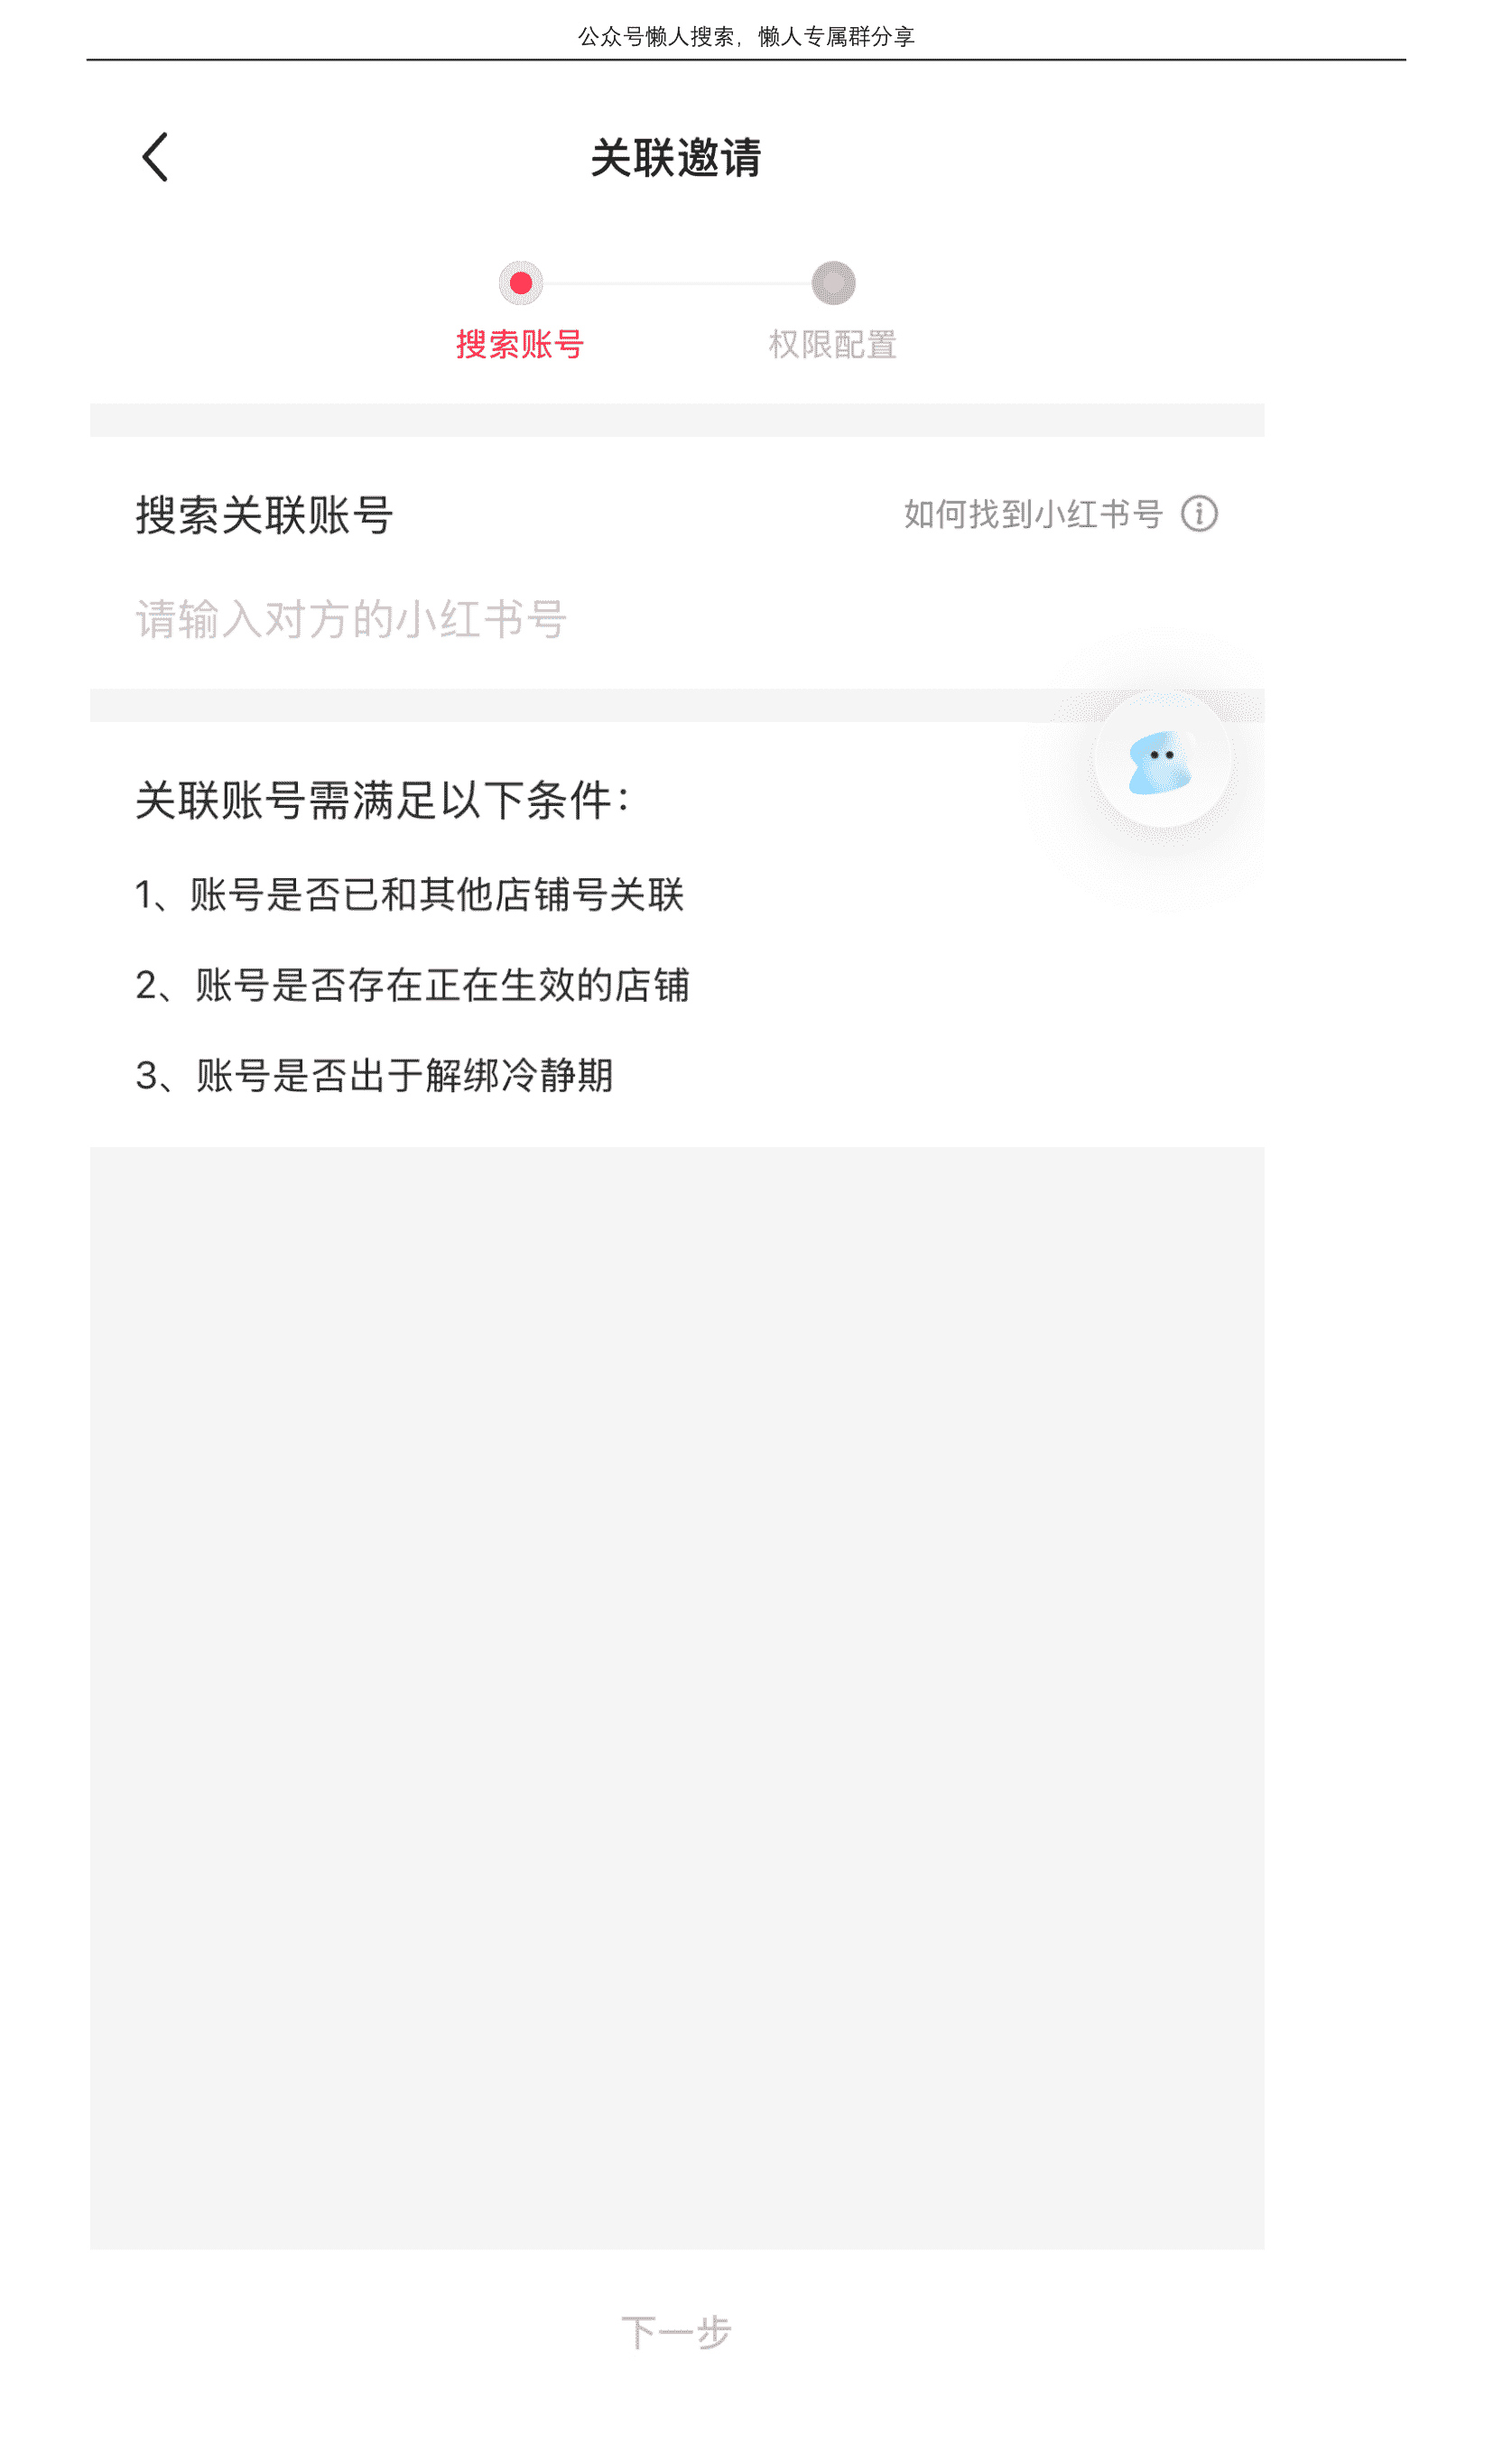 公众号懒人搜索，懒人专属群分享
关联邀请
搜索账号
权限配置
搜索关联账号
如何找到小红书号
请输入对方的小红书号
关联账号需满足以下条件：
1、账号是否已和其他店铺号关联
2、账号是否存在正在生效的店铺
3、账号是否出于解绑冷静期
下一步